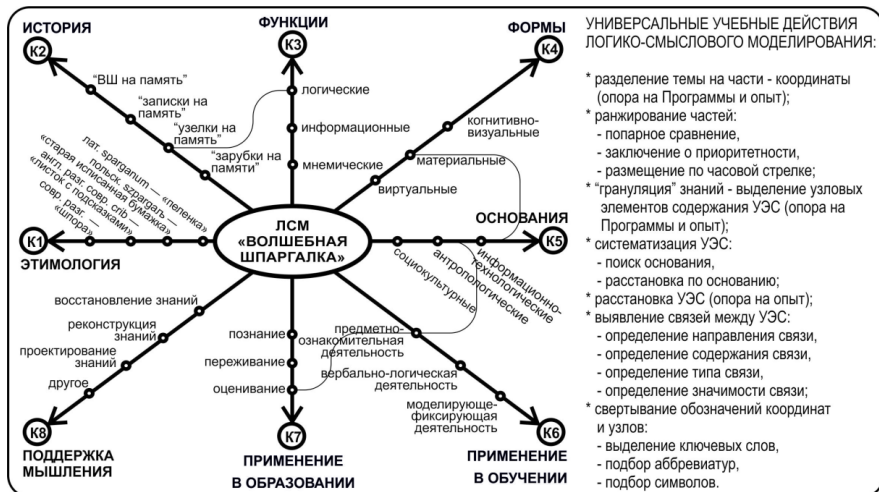 ИСТОРИЯ
К2
"ВШ на память"
"записки на
память"
"узелки на
память"
"зарубки на
памяти"
ФУНКЦИИ
К3
логические
информационные
мнемические
ФОРМЫ
К4
когнитивно-
визуальные
материальные
виртуальные
лат. sparganum — «пеленка»
польск. szpargał —
«старая исписанная бумажка»
англ. разг. совр. crib —
«листок с подсказками»
совр. разг. —
«шпора»
К1
ЭТИМОЛОГИЯ
ЛСМ
«ВОЛШЕБНАЯ
ШПАРГАЛКА»
ОСНОВАНИЯ
К5
социокультурные
антропологические
информационно-
технологические
восстановление знаний
реконструкция
знаний
проектирование
знаний
другое
К8
ПОДДЕРЖКА
МЫШЛЕНИЯ
познание
переживание
оценивание
К7
ПРИМЕНЕНИЕ
В ОБРАЗОВАНИИ
предметно-
ознакомительная
деятельность
вербально-логическая
деятельность
моделирующе-
фиксирующая
деятельность
К6
ПРИМЕНЕНИЕ
В ОБУЧЕНИИ
УНИВЕРСАЛЬНЫЕ УЧЕБНЫЕ ДЕЙСТВИЯ
ЛОГИКО-СМЫСЛОВОГО МОДЕЛИРОВАНИЯ:
* разделение темы на части - координаты
(опора на Программы и опыт);
* ранжирование частей:
- попарное сравнение,
- заключение о приоритетности,
- размещение по часовой стрелке;
* "грануляция" знаний - выделение узловых
элементов содержания УЭС (опора на
Программу и опыт);
* систематизация УЭС:
- поиск основания,
- расстановка по основанию;
* расстановка УЭС (опора на опыт);
* выявление связей между УЭС:
- определение направления связи,
- определение содержания связи,
- определение типа связи,
- определение значимости связи;
* свертывание обозначений координат
и узлов:
- выделение ключевых слов,
- подбор аббревиатур,
- подбор символов.